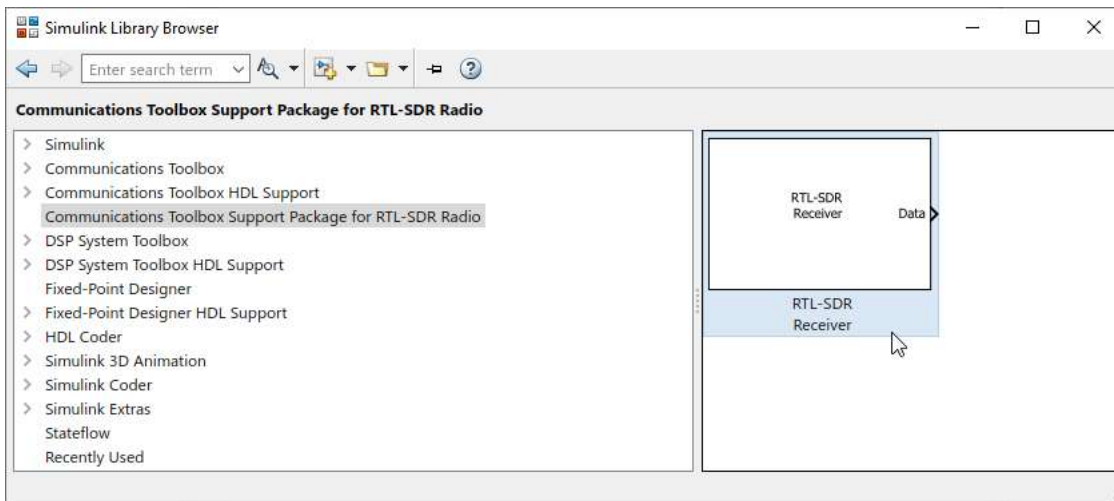 Simulink Library Browser
Enter search term
Communications Toolbox Support Package for RTL-SDR Radio
Simulink
Communications Toolbox
Communications Toolbox HDL Support
Communications Toolbox Support Package for RTL-SDR Radio
DSP System Toolbox
DSP System Toolbox HDL Support
Fixed-Point Designer
Fixed-Point Designer HDL Support
HDL Coder
Simulink 3D Animation
Simulink Coder
Simulink Extras
Stateflow
Recently Used
RTL-SDR
Receiver
Data
RTL-SDR
Receiver